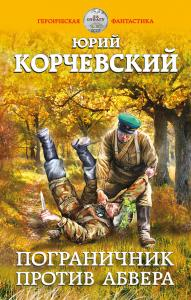 ГЕРОИЧЕСКАЯ ФАНТАСТИКА
ЮРИЙ
КОРЧЕВСКИЙ
ПОГРАНИЧНИК
ПРОТИВ АБВЕРА